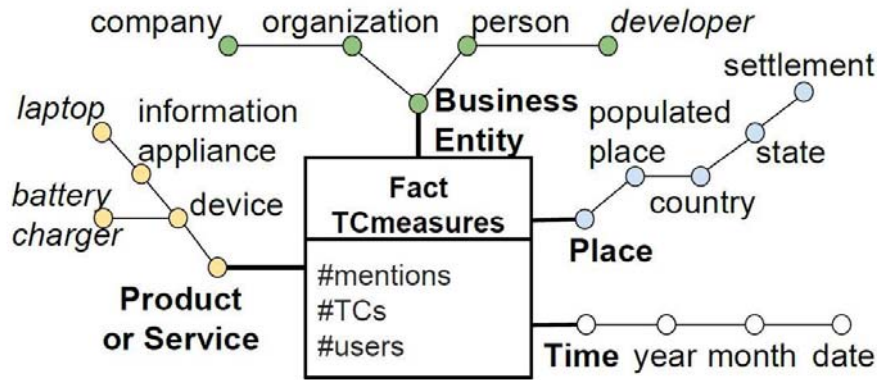 company organization person developer
Business
Entity
settlement
populated
place
state
country
Place
laptop
information
appliance
battery
charger
device
Product
or Service
Fact
TCmeasures
#mentions
#TCs
#users
Time year month date